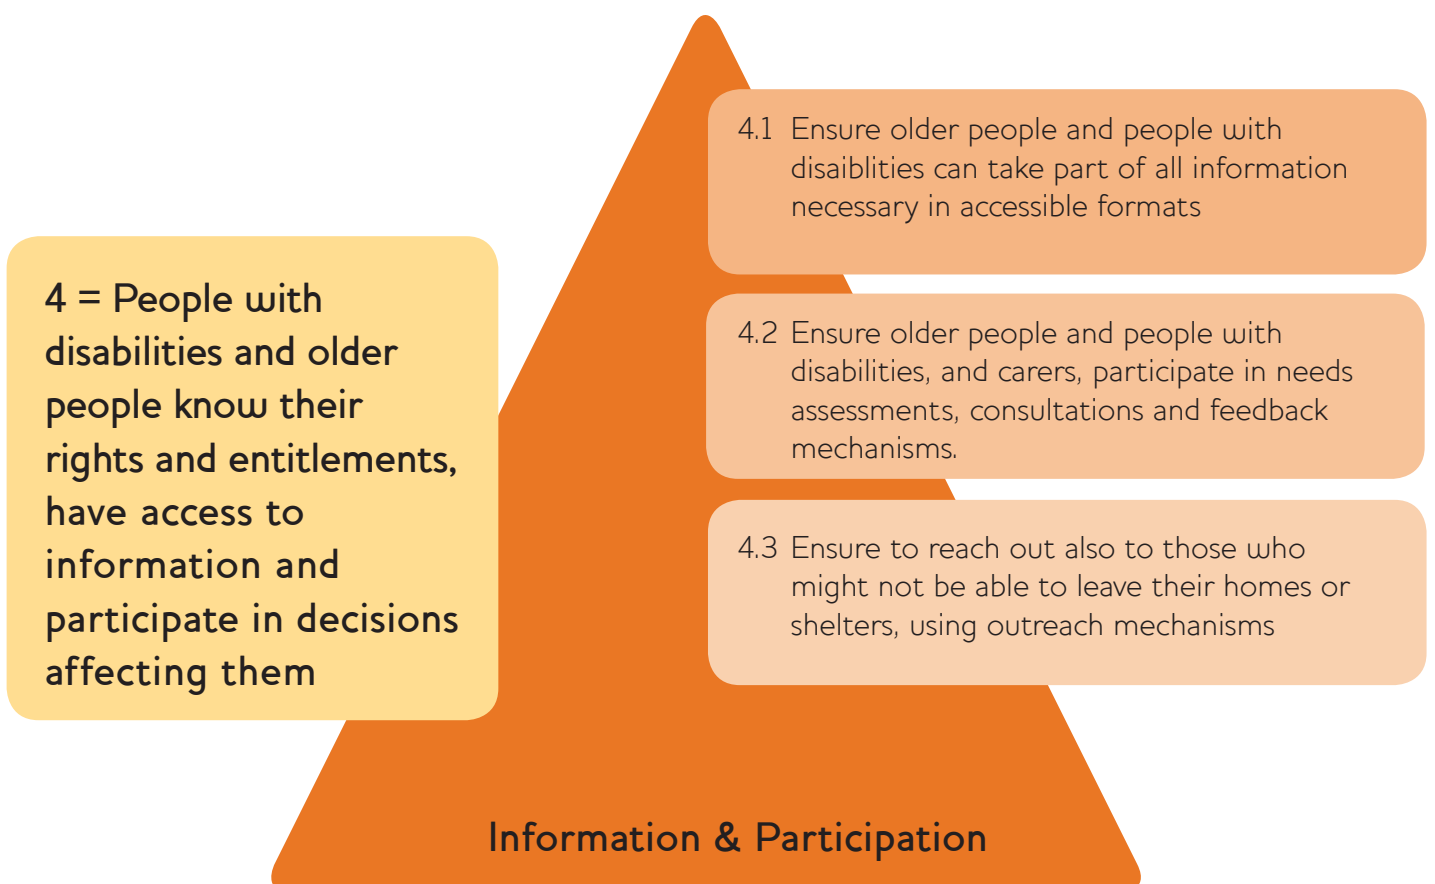 4.1 Ensure older people and people with
disaiblities can take part of all information
necessary in accessible formats
4 = People with
disabilities and older
people know their
rights and entitlements,
have access to
information and
participate in decisions
affecting them
4.2 Ensure older people and people with
disabilities, and carers, participate in needs
assessments, consultations and feedback
mechanisms.
4.3 Ensure to reach out also to those who
might not be able to leave their homes or
shelters, using outreach mechanisms
Information & Participation